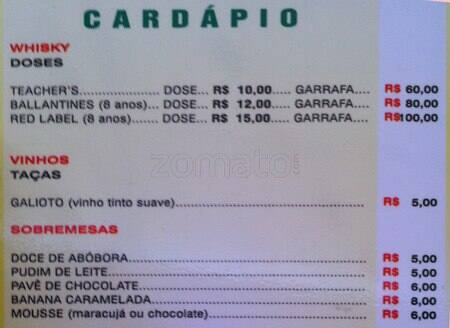 CARDÁPIO
WHISKY
DOSES
TEACHER'S..................... DOSE... R$ 10,00..... GARRAFA.... R$ 60,00
BALLANTINES (8 anos)... DOSE... R$ 12,00..... GARRAFA.... R$ 80,00
RED LABEL (8 anos)....... DOSE... R$ 15,00..... GARRAFA.... R$100,00
VINHOS
TAÇAS
zomato.com
GALIOTO (vinho tinto suave)........................................ R$ 5,00
SOBREMESAS
DOCE DE ABÓBORA.................................................. R$ 5,00
PUDIM DE LEITE........................................................ R$ 5,00
PAVÊ DE CHOCOLATE............................................... R$ 6,00
BANANA CARAMELADA............................................. R$ 8,00
MOUSSE (maracujá ou chocolate)................................ R$ 6,00